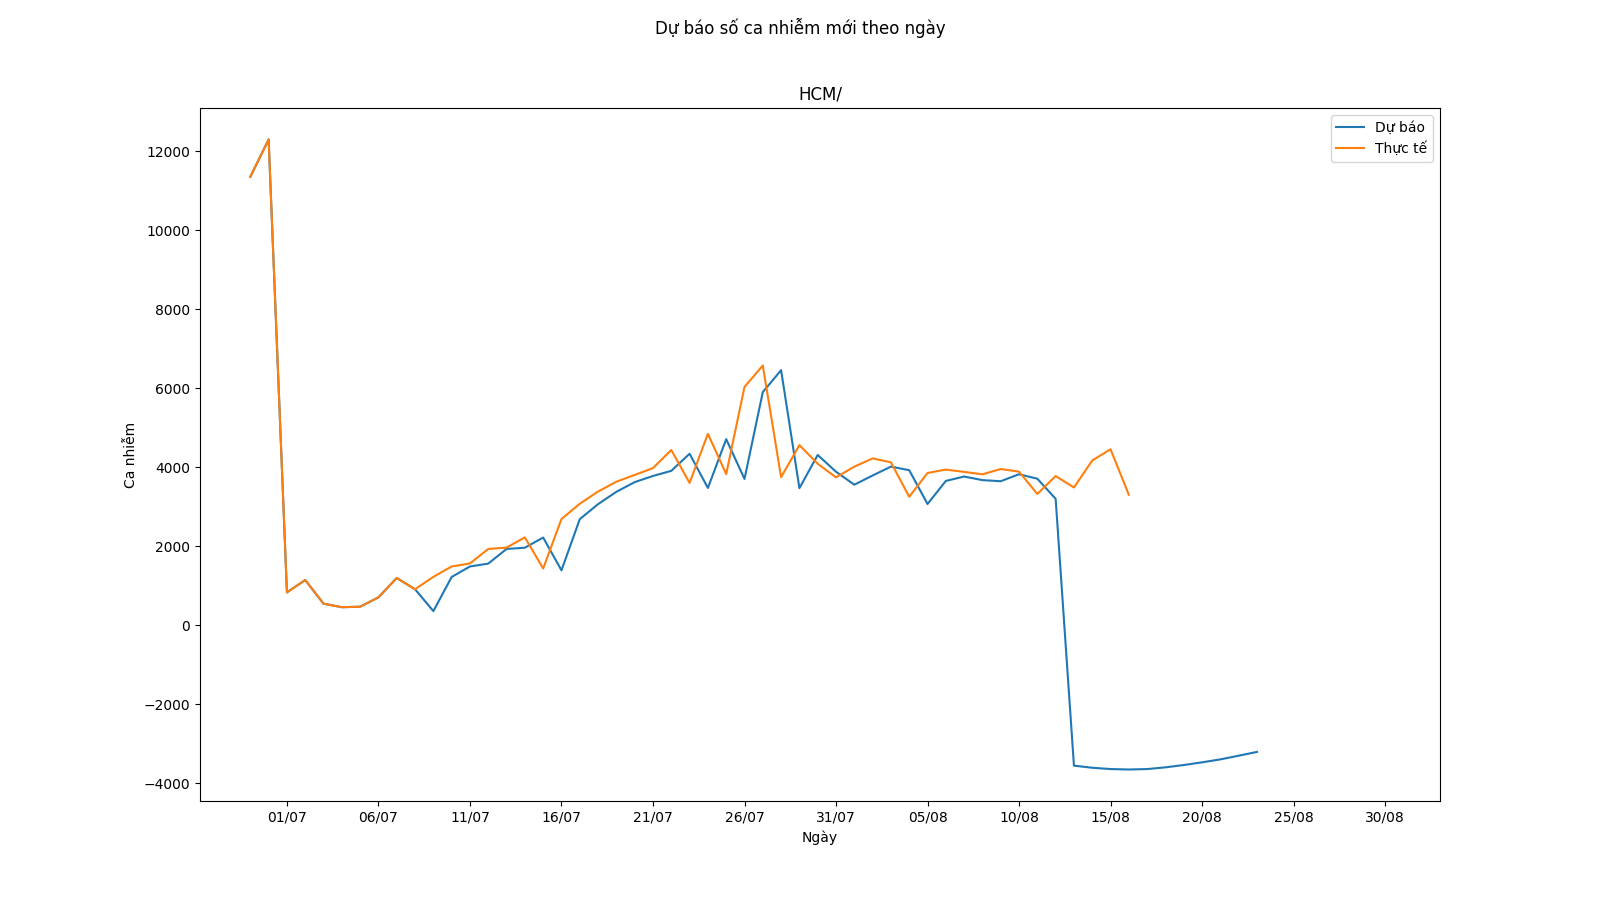 Dự báo số ca nhiễm mới theo ngày
HCM/
Dự báo
Thực tế
12000
10000
8000
6000
4000
2000
0
−2000
−4000
Ca nhiễm
01/07 06/07 11/07 16/07 21/07 26/07 31/07 05/08 10/08 15/08 20/08 25/08 30/08
Ngày